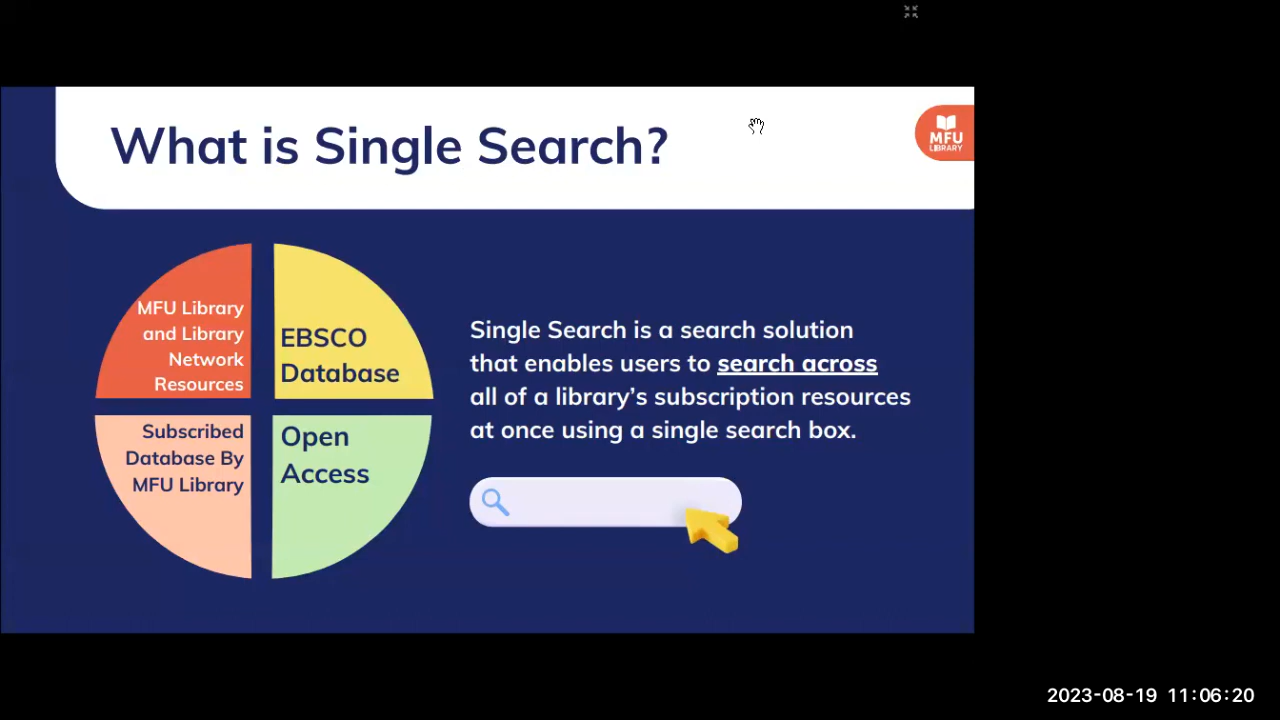 What is Single Search?
MFU
LIBRARY
MFU Library
and Library
Network
Resources
EBSCO
Database
Subscribed
Database By
MFU Library
Open
Access
Single Search is a search solution
that enables users to search across
all of a library’s subscription resources
at once using a single search box.
2023-08-19 11:06:20